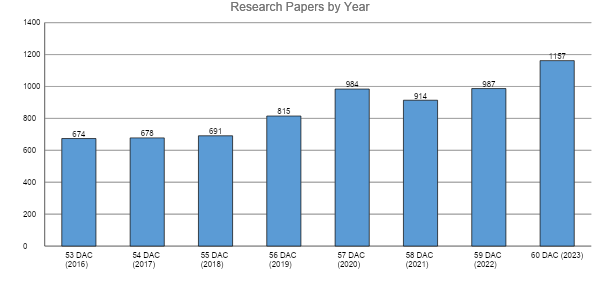 Research Papers by Year
1400
1200
1000
800
600
400
200
0
674
678
691
815
984
914
987
1157
53 DAC
(2016)
54 DAC
(2017)
55 DAC
(2018)
56 DAC
(2019)
57 DAC
(2020)
58 DAC
(2021)
59 DAC
(2022)
60 DAC (2023)